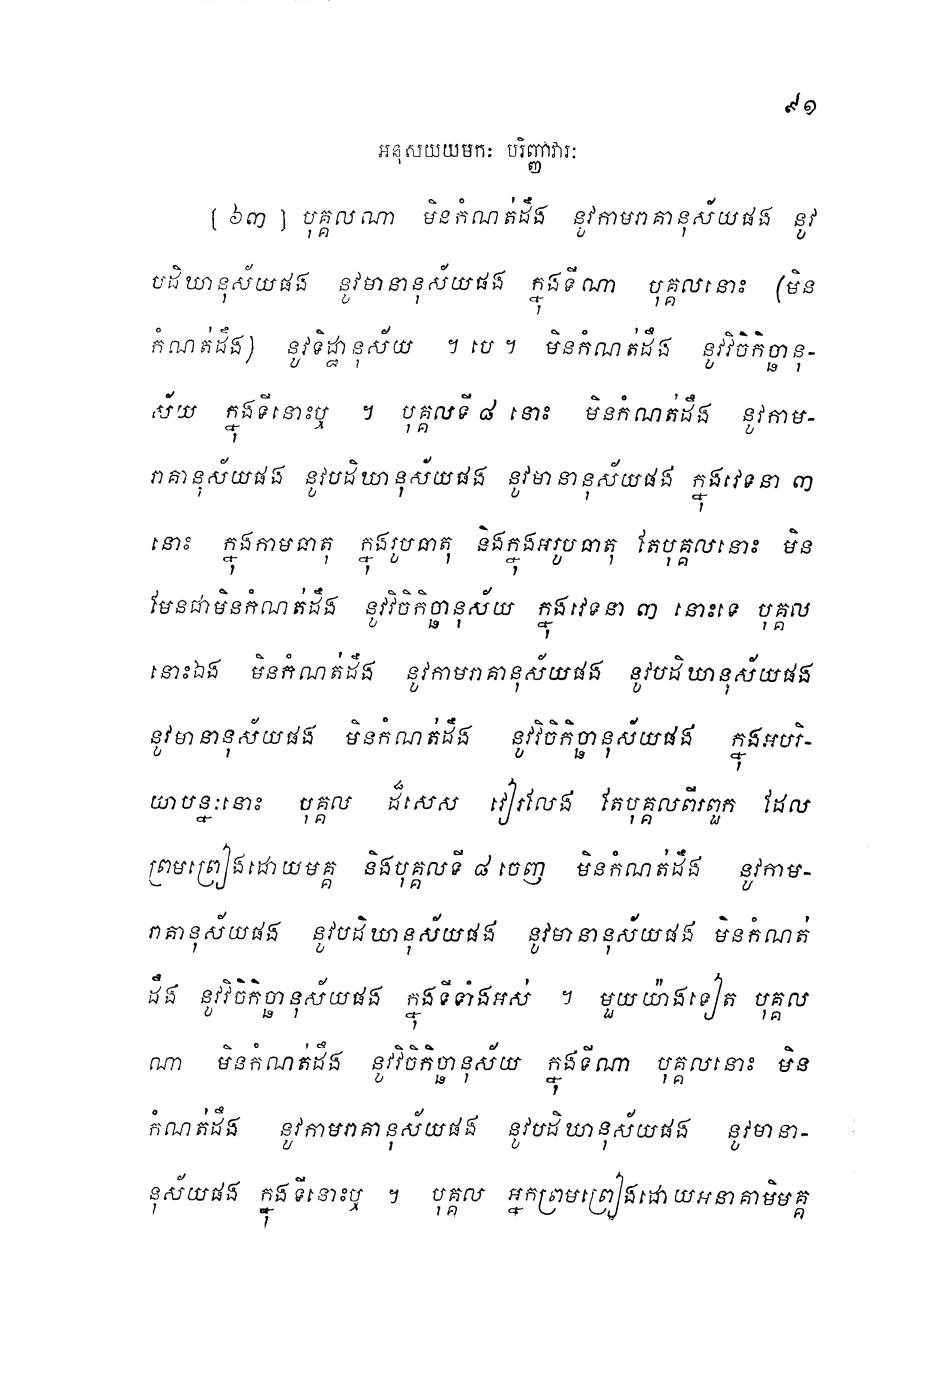 ៩១
អនុសយយមកៈ បរិញ្ញាវារៈ
[ ៦៣ ] បុគ្គលណា មិនកំណត់ដឹង នូវកាមរាគានុស័យផង នូវ
បដិឃានុស័យផង នូវមានានុស័យផង ក្នុងទីណា បុគ្គលនោះ (មិន
កំណត់ដឹង) នូវទិដ្ឋានុស័យ ។ បេ ។ មិនកំណត់ដឹង នូវវិចិកិច្ឆានុ-
ស័យ ក្នុងទីនោះឬ ។ បុគ្គលទី ៨ នោះ មិនកំណត់ដឹង នូវកាម-
រាគានុស័យផង នូវបដិឃានុស័យផង នូវមានានុស័យផង ក្នុងវេទនា ៣
នោះ ក្នុងកាមធាតុ ក្នុងរូបធាតុ និងក្នុងអរូបធាតុ តែបុគ្គលនោះ មិន
មែនជាមិនកំណត់ដឹង នូវវិចិកិច្ឆានុស័យ ក្នុងវេទនា ៣ នោះទេ បុគ្គល
នោះឯង មិនកំណត់ដឹង នូវកាមរាគានុស័យផង នូវបដិឃានុស័យផង
នូវមានានុស័យផង មិនកំណត់ដឹង នូវវិចិកិច្ឆានុស័យផង ក្នុងអបរិ-
យាបន្នៈនោះ បុគ្គល ដ៏សេស វៀរលែង តែបុគ្គលពីរពួក ដែល
ព្រមព្រៀងដោយមគ្គ និងបុគ្គលទី ៨ ចេញ មិនកំណត់ដឹង នូវកាម-
រាគានុស័យផង នូវបដិឃានុស័យផង នូវមានានុស័យផង មិនកំណត់
ដឹង នូវវិចិកិច្ឆានុស័យផង ក្នុងទីទាំងអស់ ។ មួយយ៉ាងទៀត បុគ្គល
ណា មិនកំណត់ដឹង នូវវិចិកិច្ឆានុស័យ ក្នុងទីណា បុគ្គលនោះ មិន
កំណត់ដឹង នូវកាមរាគានុស័យផង នូវបដិឃានុស័យផង នូវមានា-
នុស័យផង ក្នុងទីនោះឬ ។ បុគ្គល អ្នកព្រមព្រៀងដោយអនាគាមិមគ្គ